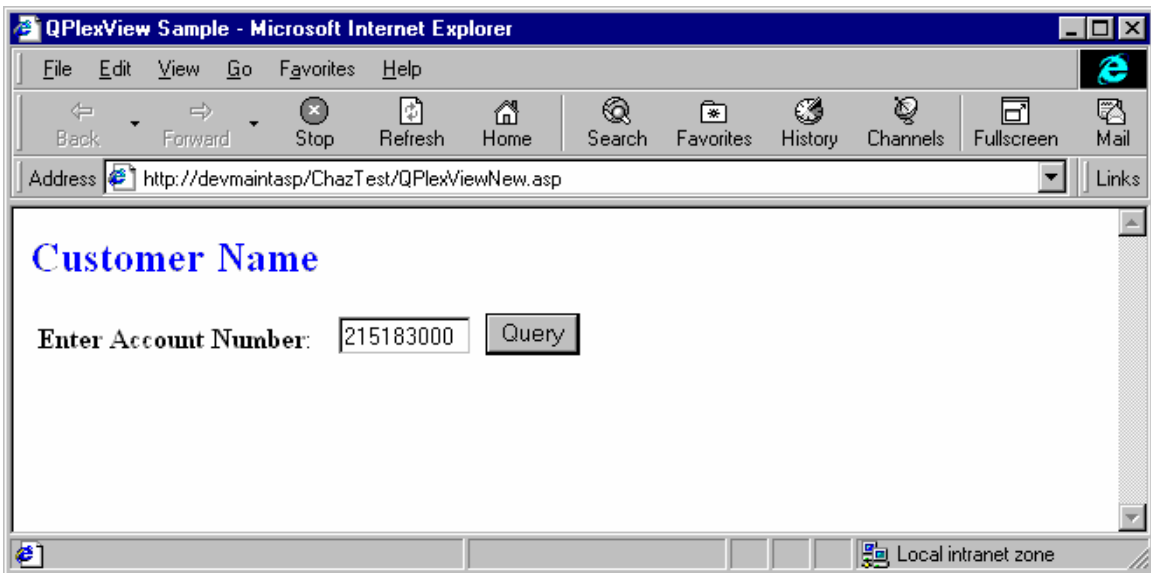 QPlexView Sample - Microsoft Internet Explorer
File Edit View Go Favorites Help
Back Forward Stop Refresh Home Search Favorites History Channels Fullscreen Mail
Address http://devmaintasp/ChazTest/QPlexViewNew.asp Links
Customer Name
Enter Account Number: 215183000 Query
Local intranet zone